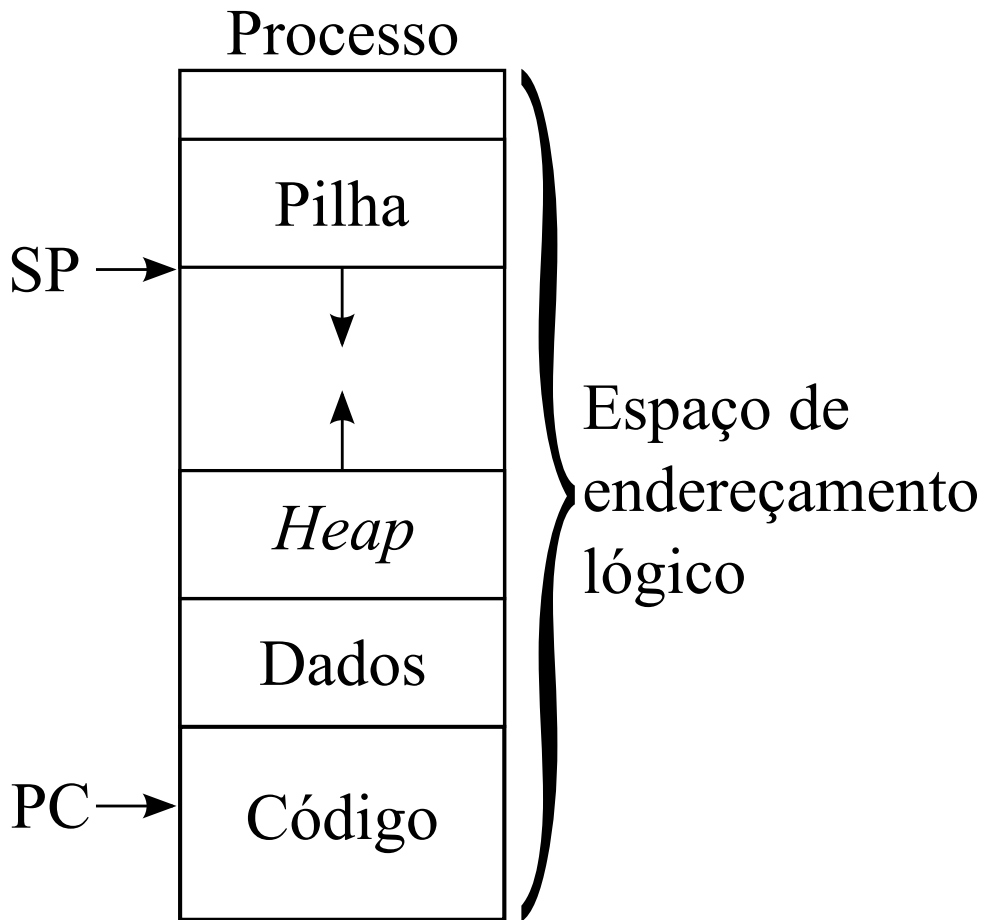 Processo
Pilha
SP
Espaço de
endereçamento
lógico
Heap
Dados
PC
Código